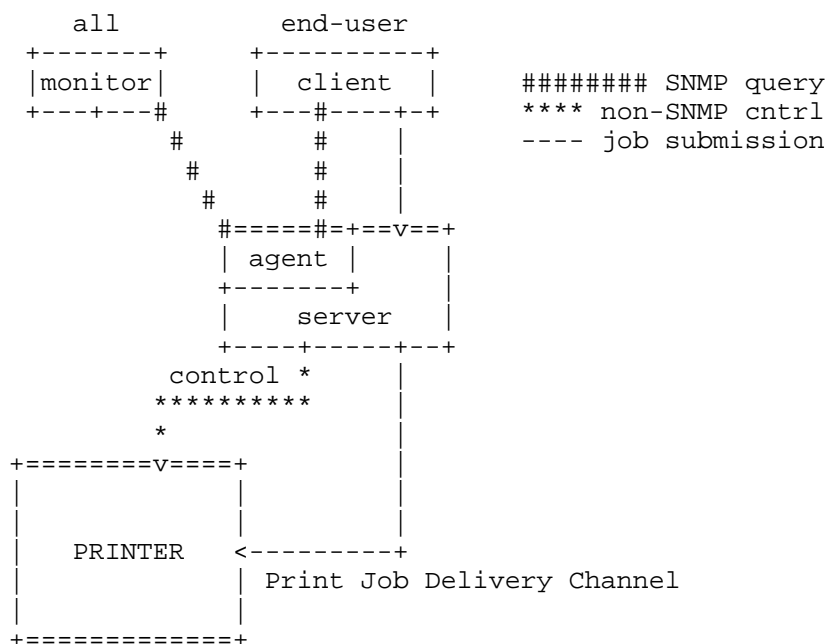 all end-user
monitor client ######## SNMP query
**** non-SNMP cntrl
---- job submission
agent
server
control
PRINTER
Print Job Delivery Channel